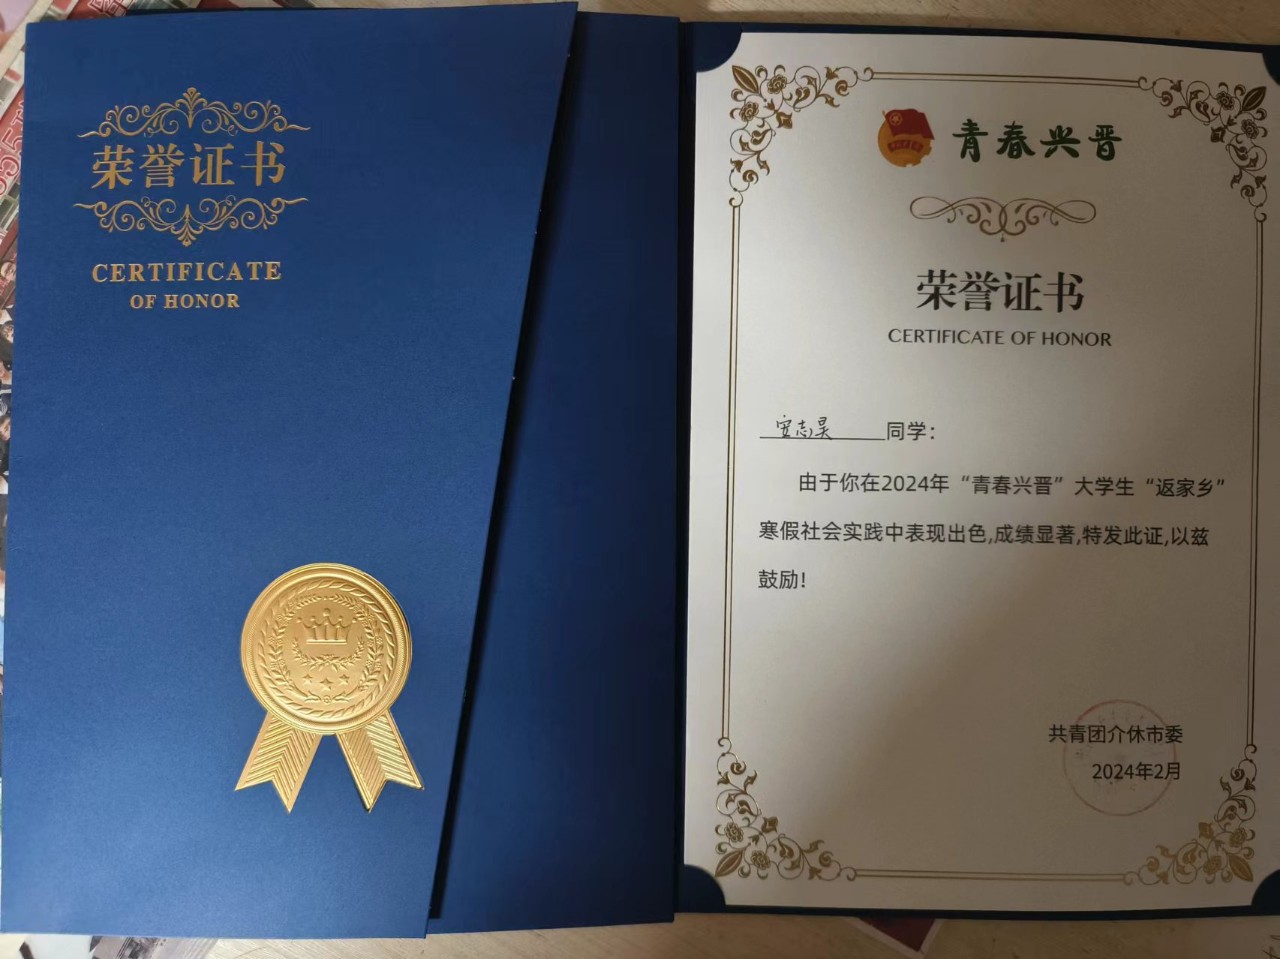 荣誉证书
CERTIFICATE
OF HONOR
青春兴晋
荣誉证书
CERTIFICATE OF HONOR
志昊 同学：
由于你在2024年“青春兴晋”大学生“返家乡”
寒假社会实践中表现出色,成绩显著,特发此证,以兹
鼓励!
共青团介休市委
2024年2月